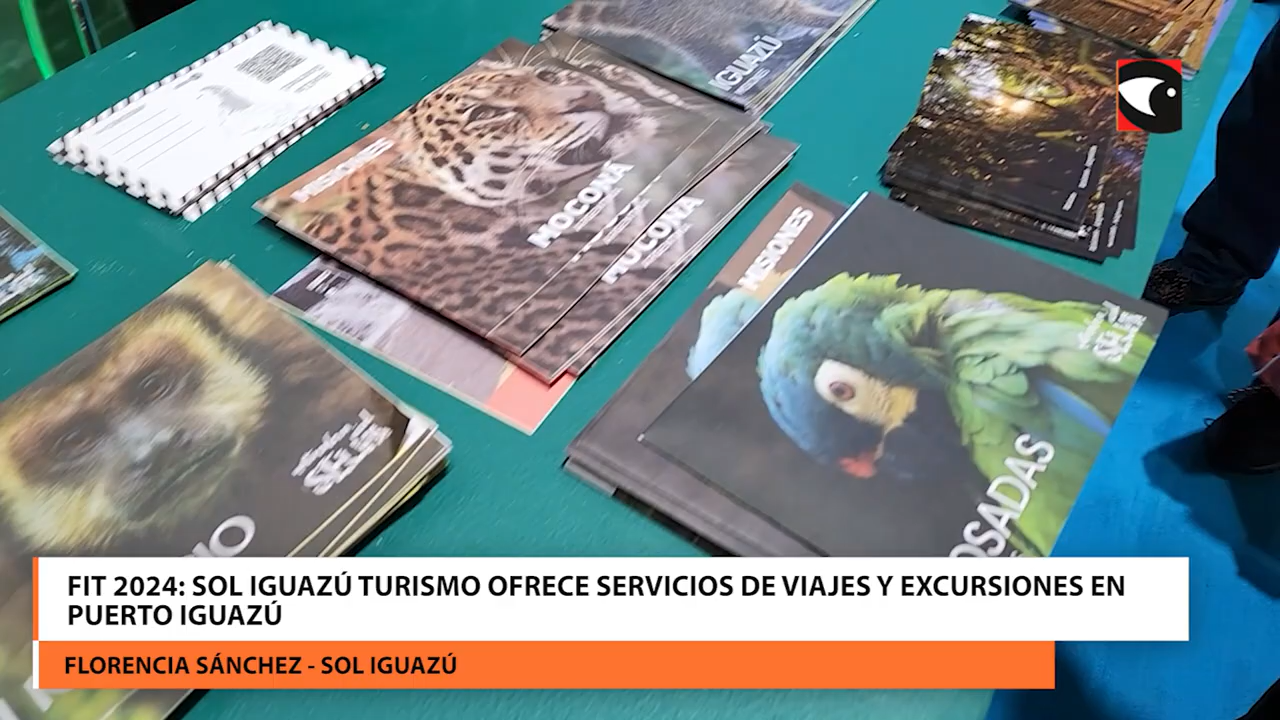 IGUAZÚ
MISIONES
MOCONÁ
MOCONÁ
MISIONES
OSADAS
FIT 2024: SOL IGUAZÚ TURISMO OFRECE SERVICIOS DE VIAJES Y EXCURSIONES EN
PUERTO IGUAZÚ
FLORENCIA SÁNCHEZ - SOL IGUAZÚ